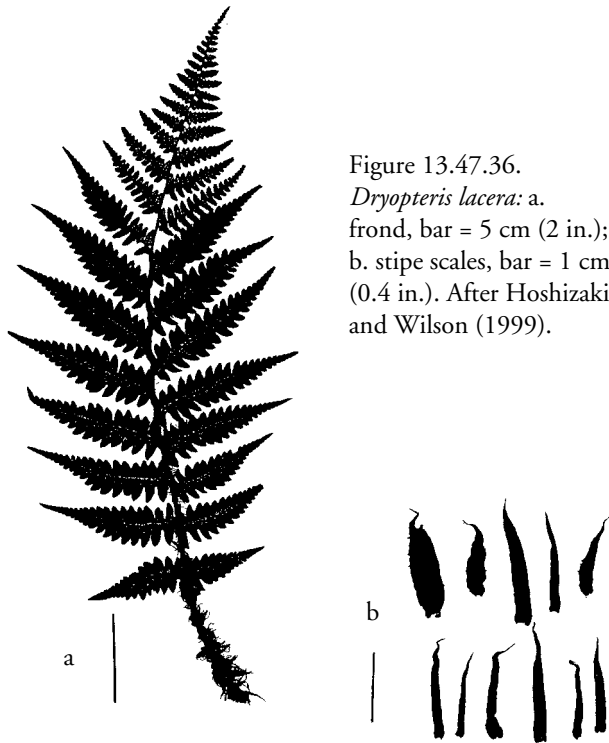 Figure 13.47.36.
Dryopteris lacera: a.
frond, bar = 5 cm (2 in.);
b. stipe scales, bar = 1 cm
(0.4 in.). After Hoshizaki
and Wilson (1999).
b
a